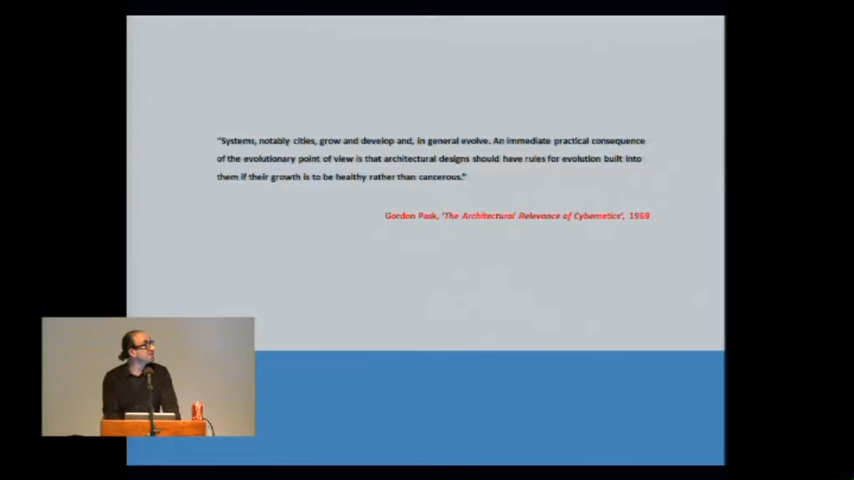 “Systems, notably cities, grow and develop and, in general evolve. An immediate practical consequence
of the evolutionary point of view is that architectural designs should have rules for evolution built into
them if their growth is to be healthy rather than cancerous.”
Gordon Pask, ‘The Architectural Relevance of Cybernetics’, 1969